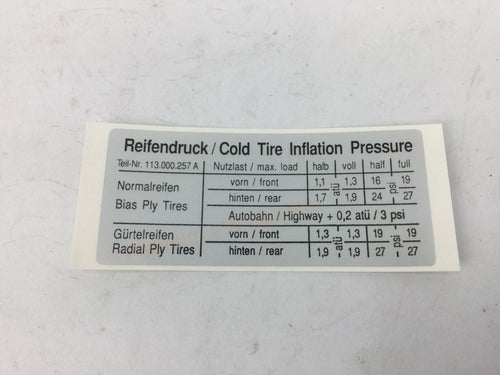 Reifendruck / Cold Tire Inflation Pressure
Teil-Nr. 113.000.257 A Nutzlast / max. load halb voll half full
Normalreifen vorn / front 1,1 atü 1,3 16 psi 19
Bias Ply Tires hinten / rear 1,7 1,9 24 27
Autobahn / Highway + 0,2 atü / 3 psi
Gürtelreifen vorn / front 1,3 atü 1,3 19 psi 19
Radial Ply Tires hinten / rear 1,9 1,9 27 27